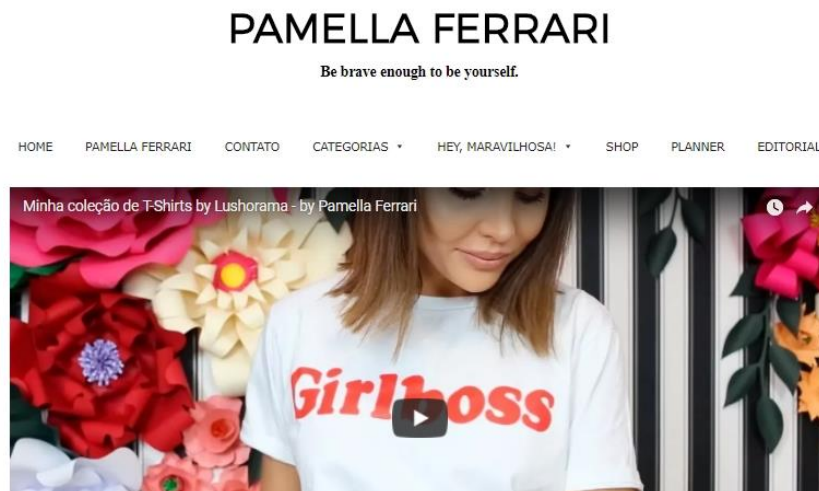 PAMELLA FERRARI
Be brave enough to be yourself.
HOME PAMELLA FERRARI CONTATO CATEGORIAS HEY, MARAVILHOSA! SHOP PLANNER EDITORIAL
Minha coleção de T-Shirts by Lushorama - by Pamella Ferrari
Girlboss